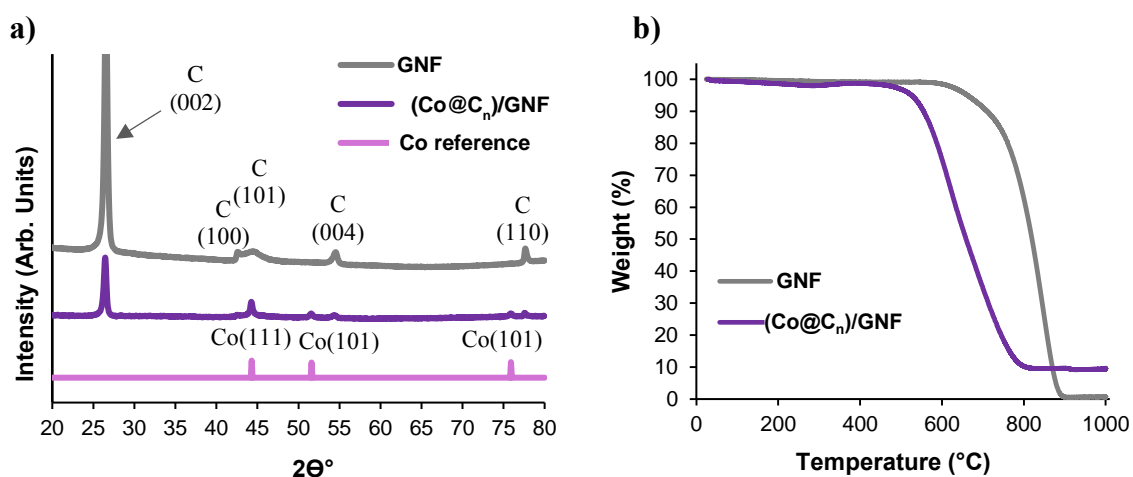 a)
GNF
(Co@Cn)/GNF
Co reference
C
(002)
C
(100)
C
(101)
C
(004)
C
(110)
Co(111)
Co(101)
Co(101)
Intensity (Arb. Units)
20 25 30 35 40 45 50 55 60 65 70 75 80
2Θ°
b)
100
90
80
70
60
50
40
30
20
10
0
Weight (%)
GNF
(Co@Cn)/GNF
0 200 400 600 800 1000
Temperature (°C)